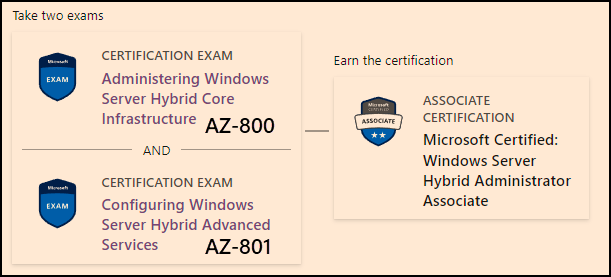 Take two exams
Microsoft
EXAM
CERTIFICATION EXAM
Administering Windows
Server Hybrid Core
Infrastructure AZ-800
AND
Microsoft
EXAM
CERTIFICATION EXAM
Configuring Windows
Server Hybrid Advanced
Services AZ-801
Earn the certification
Microsoft
CERTIFIED
ASSOCIATE
ASSOCIATE
CERTIFICATION
Microsoft Certified:
Windows Server
Hybrid Administrator
Associate